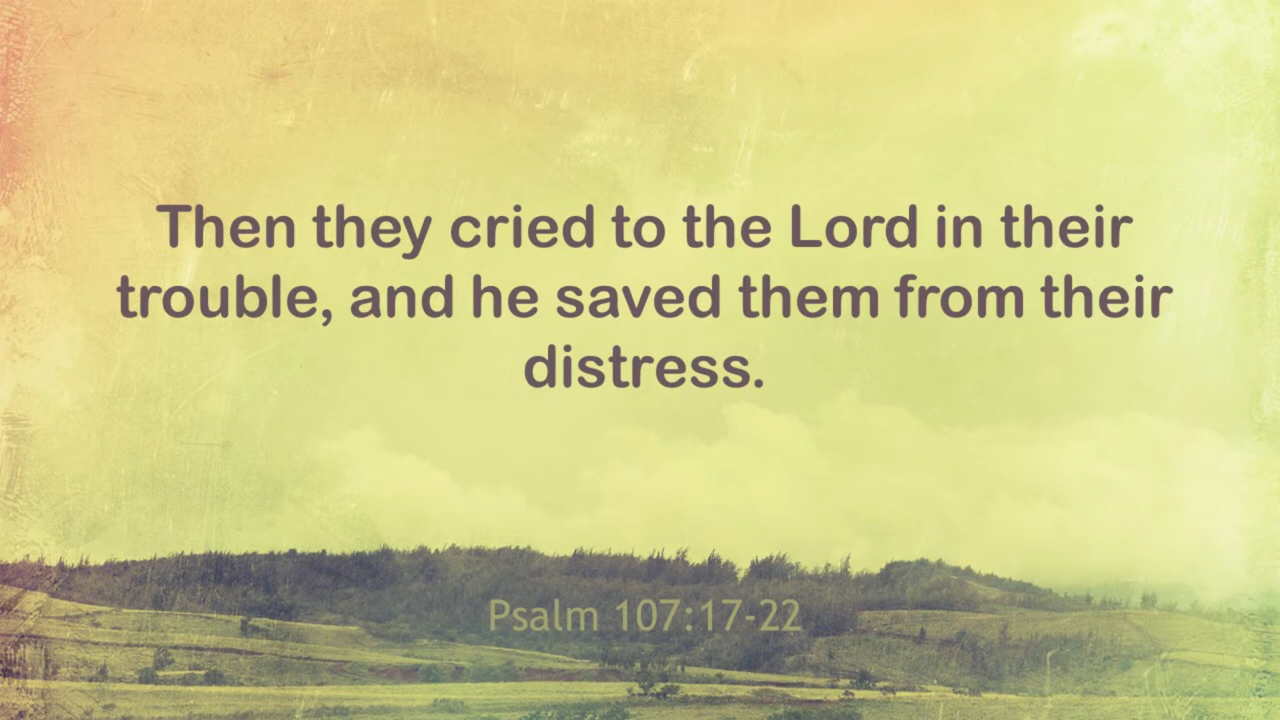 Then they cried to the Lord in their
trouble, and he saved them from their
distress.
Psalm 107:17-22